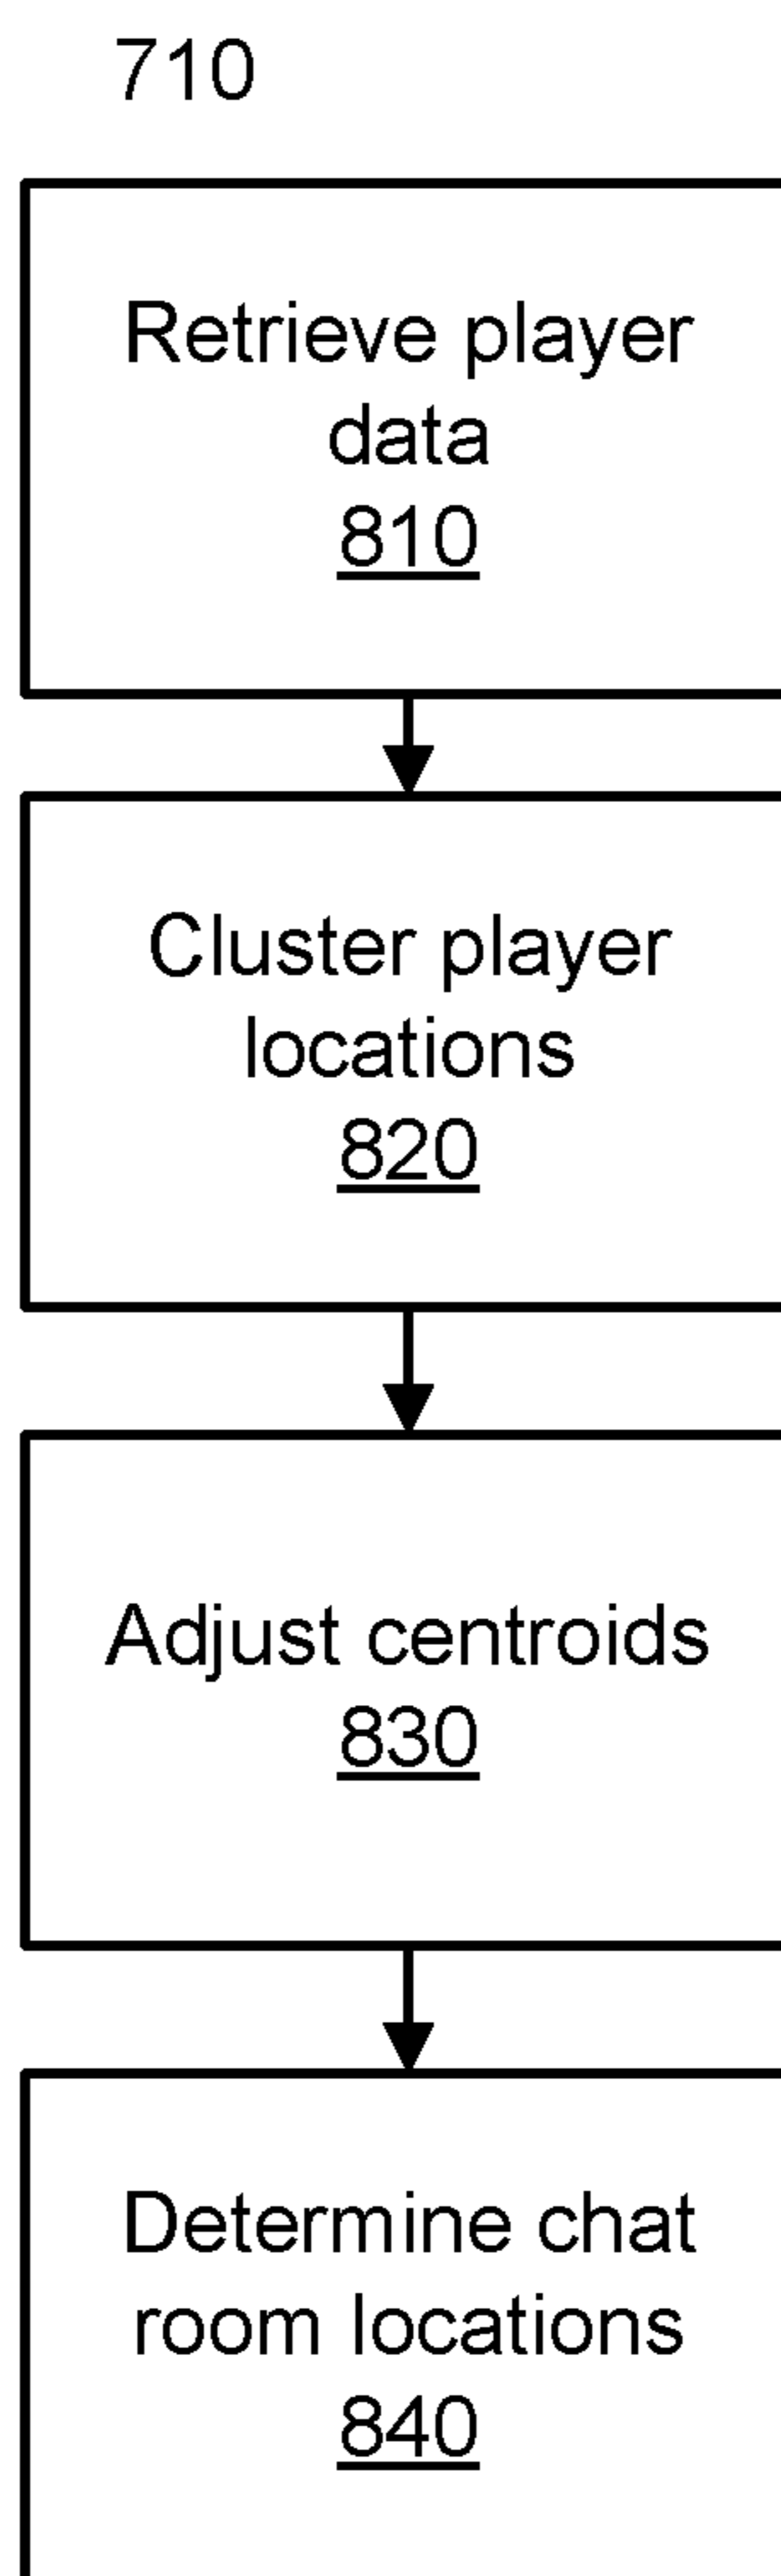 710
Retrieve player
data
810
Cluster player
locations
820
Adjust centroids
830
Determine chat
room locations
840